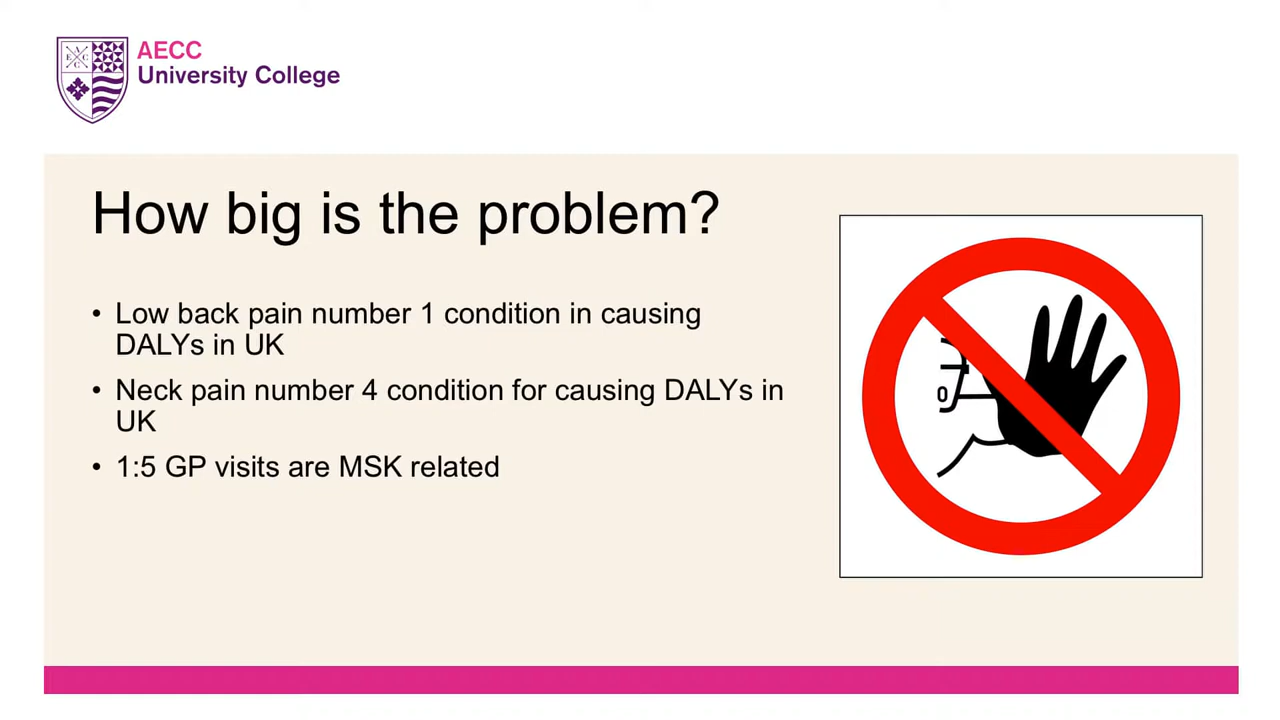 AECC
University College
How big is the problem?
• Low back pain number 1 condition in causing
DALYs in UK
• Neck pain number 4 condition for causing DALYs in
UK
• 1:5 GP visits are MSK related